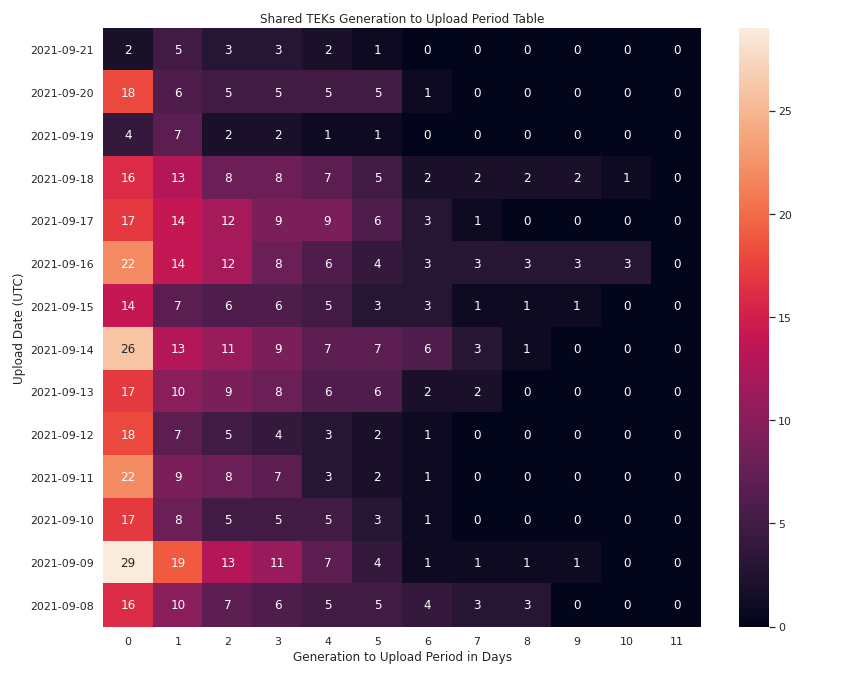 Shared TEKs Generation to Upload Period Table
Upload Date (UTC)
2021-09-21 2 5 3 3 2 1 0 0 0 0 0 0
2021-09-20 18 6 5 5 5 5 1 0 0 0 0 0
2021-09-19 4 7 2 2 1 1 0 0 0 0 0 0
2021-09-18 16 13 8 8 7 5 2 2 2 2 1 0
2021-09-17 17 14 12 9 9 6 3 1 0 0 0 0
2021-09-16 22 14 12 8 6 4 3 3 3 3 3 0
2021-09-15 14 7 6 6 5 3 3 1 1 1 0 0
2021-09-14 26 13 11 9 7 7 6 3 1 0 0 0
2021-09-13 17 10 9 8 6 6 2 2 0 0 0 0
2021-09-12 18 7 5 4 3 2 1 0 0 0 0 0
2021-09-11 22 9 8 7 3 2 1 0 0 0 0 0
2021-09-10 17 8 5 5 5 3 1 0 0 0 0 0
2021-09-09 29 19 13 11 7 4 1 1 1 1 0 0
2021-09-08 16 10 7 6 5 5 4 3 3 0 0 0
0 1 2 3 4 5 6 7 8 9 10 11
Generation to Upload Period in Days
25
20
15
10
5
0